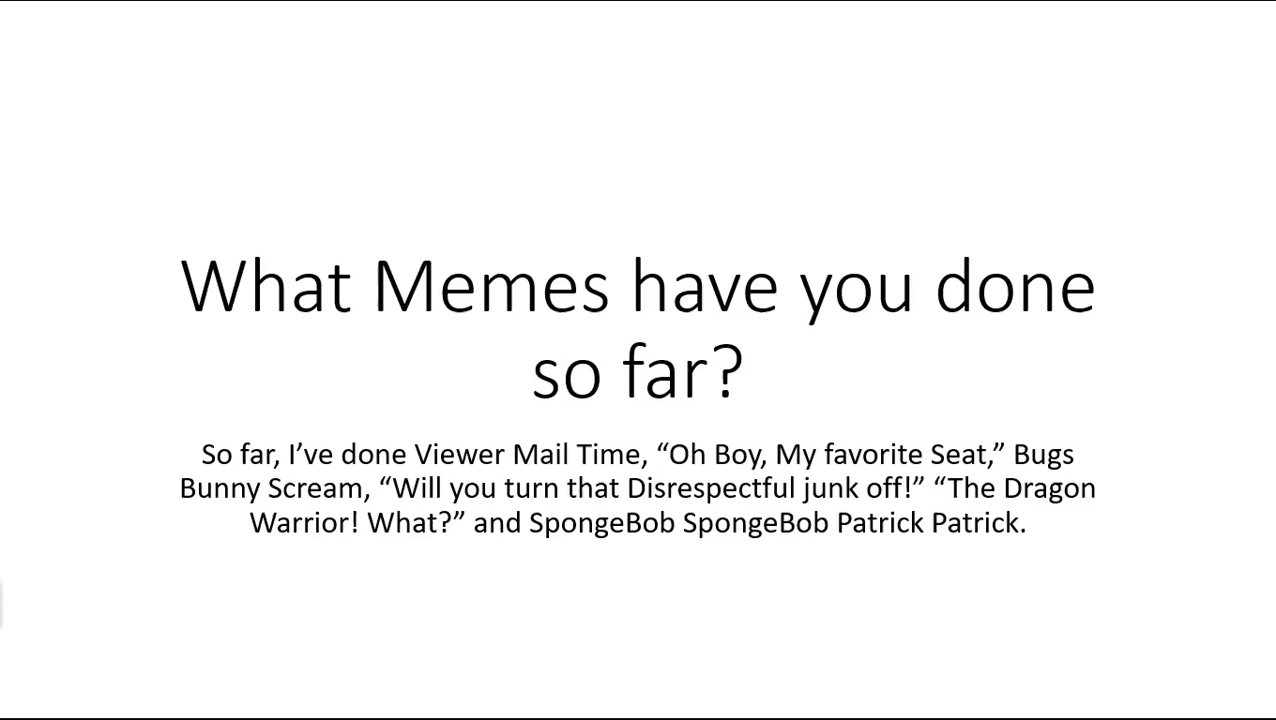 What Memes have you done
so far?
So far, I’ve done Viewer Mail Time, “Oh Boy, My favorite Seat,” Bugs
Bunny Scream, “Will you turn that Disrespectful junk off!” “The Dragon
Warrior! What?” and SpongeBob SpongeBob Patrick Patrick.